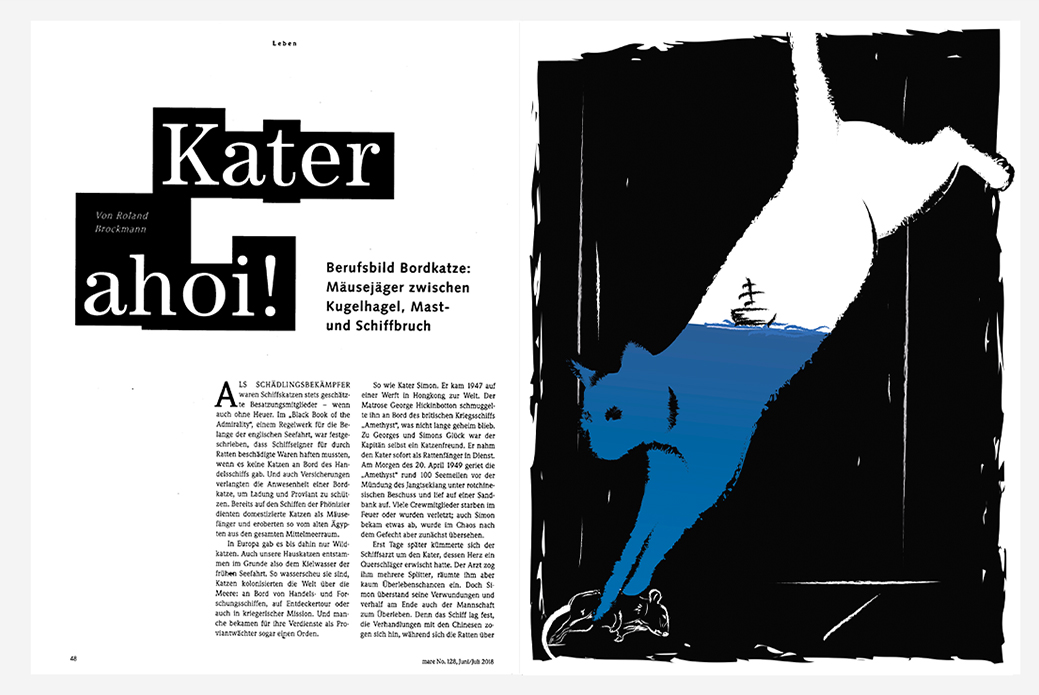 Leben
Kater
Von Roland
Brockmann
ahoi!
Berufsbild Bordkatze:
Mäusejäger zwischen
Kugelhagel, Mast-
und Schiffbruch
ALS SCHÄDLINGSBEKÄMPFER
waren Schiffskatzen stets geschätz-
te Besatzungsmitglieder – wenn
auch ohne Heuer. Im „Black Book of the
Admirality“, einem Regelwerk für die Be-
lange der englischen Seefahrt, war festge-
schrieben, dass Schiffseigner für durch
Ratten beschädigte Waren haften mussten,
wenn es keine Katzen an Bord des Han-
delsschiffs gab. Und auch Versicherungen
verlangten die Anwesenheit einer Bord-
katze, um Ladung und Proviant zu schüt-
zen. Bereits auf den Schiffen der Phönizier
dienten domestizierte Katzen als Mäuse-
fänger und eroberten so vom alten Ägyp-
ten aus den gesamten Mittelmeerraum.
In Europa gab es bis dahin nur Wild-
katzen. Auch unsere Hauskatzen entstam-
men im Grunde also dem Kielwasser der
frühen Seefahrt. So wasserscheu sie sind,
Katzen kolonisierten die Welt über die
Meere: an Bord von Handels- und For-
schungsschiffen, auf Entdeckertour oder
auch in kriegerischer Mission. Und man-
che bekamen für ihre Verdienste als Pro-
viantwächter sogar einen Orden.
So wie Kater Simon. Er kam 1947 auf
einer Werft in Hongkong zur Welt. Der
Matrose George Hickinbotton schmuggel-
te ihn an Bord des britischen Kriegsschiffs
„Amethyst“, was nicht lange geheim blieb.
Zu Georges und Simons Glück war der
Kapitän selbst ein Katzenfreund. Er nahm
den Kater sofort als Rattenfänger in Dienst.
Am Morgen des 20. April 1949 geriet die
„Amethyst“ rund 100 Seemeilen vor der
Mündung des Jangtsekiang unter rotchine-
sischen Beschuss und lief auf einer Sand-
bank auf. Viele Crewmitglieder starben im
Feuer oder wurden verletzt; auch Simon
bekam etwas ab, wurde im Chaos nach
dem Gefecht aber zunächst übersehen.
Erst Tage später kümmerte sich der
Schiffsarzt um den Kater, dessen Herz ein
Querschläger erwischt hatte. Der Arzt zog
ihm mehrere Splitter, räumte ihm aber
kaum Überlebenschancen ein. Doch Si-
mon überstand seine Verwundungen und
verhalf am Ende auch der Mannschaft
zum Überleben. Denn das Schiff lag fest,
die Verhandlungen mit den Chinesen zo-
gen sich hin, während sich die Ratten über
48
mare No. 128, Juni/Juli 2018